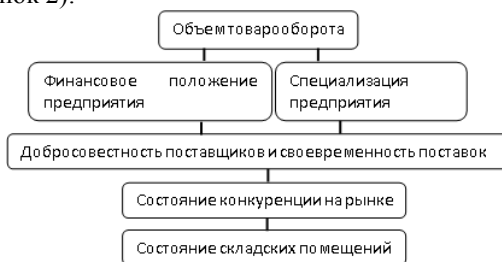 нок 2).
Объем товарооборота
Финансовое положение
предприятия
Специализация
предприятия
Добросовестность поставщиков и своевременность поставок
Состояние конкуренции на рынке
Состояние складских помещений